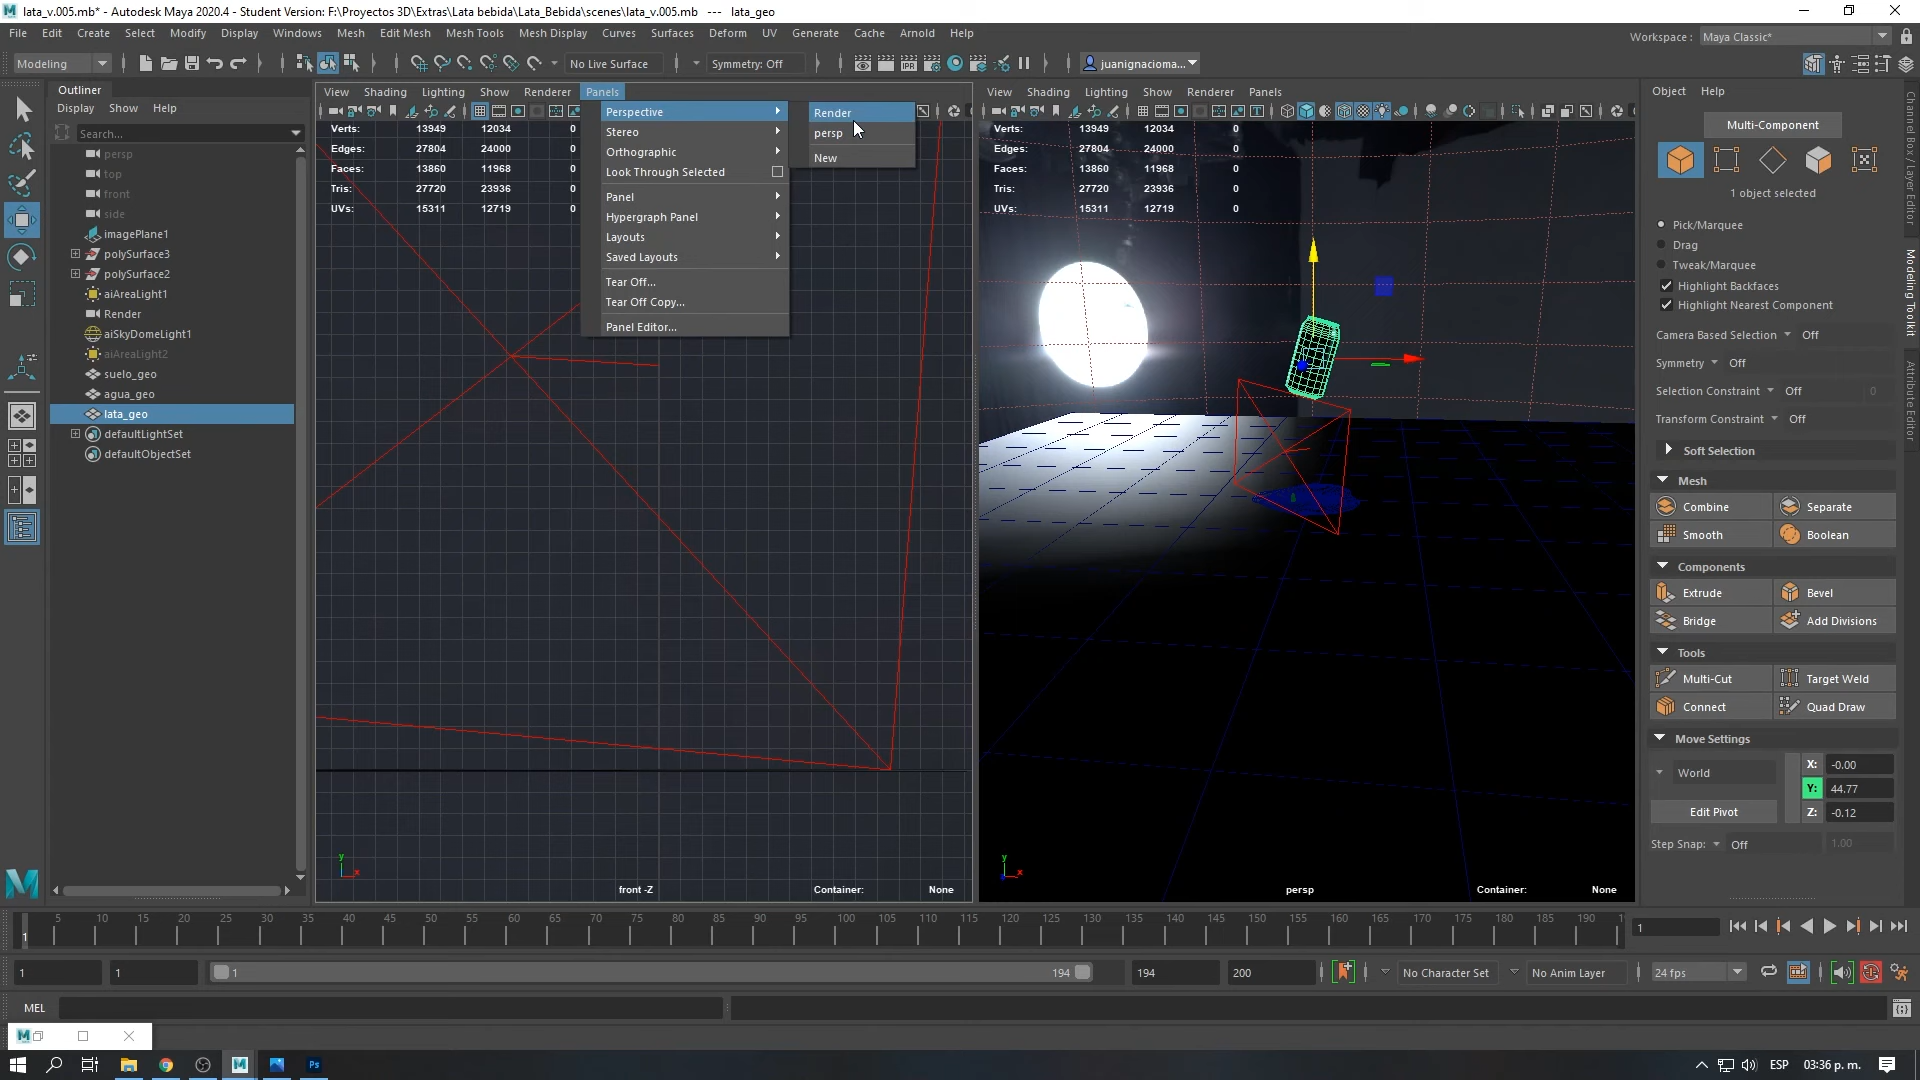 lata_v.005.mb* - Autodesk Maya 2020.4 - Student Version: F:\Proyectos 3D\Extras\Lata bebida\Lata_Bebida\scenes\lata_v.005.mb --- lata_geo
File Edit Create Select Modify Display Windows Mesh Edit Mesh Mesh Tools Mesh Display Curves Surfaces Deform UV Generate Cache Arnold Help
Workspace : Maya Classic*
Modeling
No Live Surface
Symmetry: Off
juanignacioma...
Outliner
Display Show Help
Search...
persp
top
front
side
imagePlane1
polySurface3
polySurface2
aiAreaLight1
Render
aiSkyDomeLight1
aiAreaLight2
suelo_geo
agua_geo
lata_geo
defaultLightSet
defaultObjectSet
View Shading Lighting Show Renderer Panels
Verts: 13949 12034 0
Edges: 27804 24000 0
Faces: 13860 11968 0
Tris: 27720 23936 0
UVs: 15311 12719 0
Perspective
Stereo
Orthographic
Look Through Selected
Panel
Hypergraph Panel
Layouts
Saved Layouts
Tear Off...
Tear Off Copy...
Panel Editor...
Render
persp
New
y
x
front -Z
Container: None
View Shading Lighting Show Renderer Panels
Verts: 13949 12034 0
Edges: 27804 24000 0
Faces: 13860 11968 0
Tris: 27720 23936 0
UVs: 15311 12719 0
y
x
persp
Container: None
Object Help
Multi-Component
1 object selected
Pick/Marquee
Drag
Tweak/Marquee
Highlight Backfaces
Highlight Nearest Component
Camera Based Selection Off
Symmetry Off
Selection Constraint Off 0
Transform Constraint Off
Soft Selection
Mesh
Combine Separate
Smooth Boolean
Components
Extrude Bevel
Bridge Add Divisions
Tools
Multi-Cut Target Weld
Connect Quad Draw
Move Settings
World
X: -0.00
Y: 44.77
Edit Pivot
Z: -0.12
Step Snap: Off 1.00
Channel Box / Layer Editor
Modeling Toolkit
Attribute Editor
5 10 15 20 25 30 35 40 45 50 55 60 65 70 75 80 85 90 95 100 105 110 115 120 125 130 135 140 145 150 155 160 165 170 175 180 185 190 1
1
1
1 1 1 194 194 200 No Character Set No Anim Layer 24 fps
MEL
M
Ps
ESP 03:36 p. m.